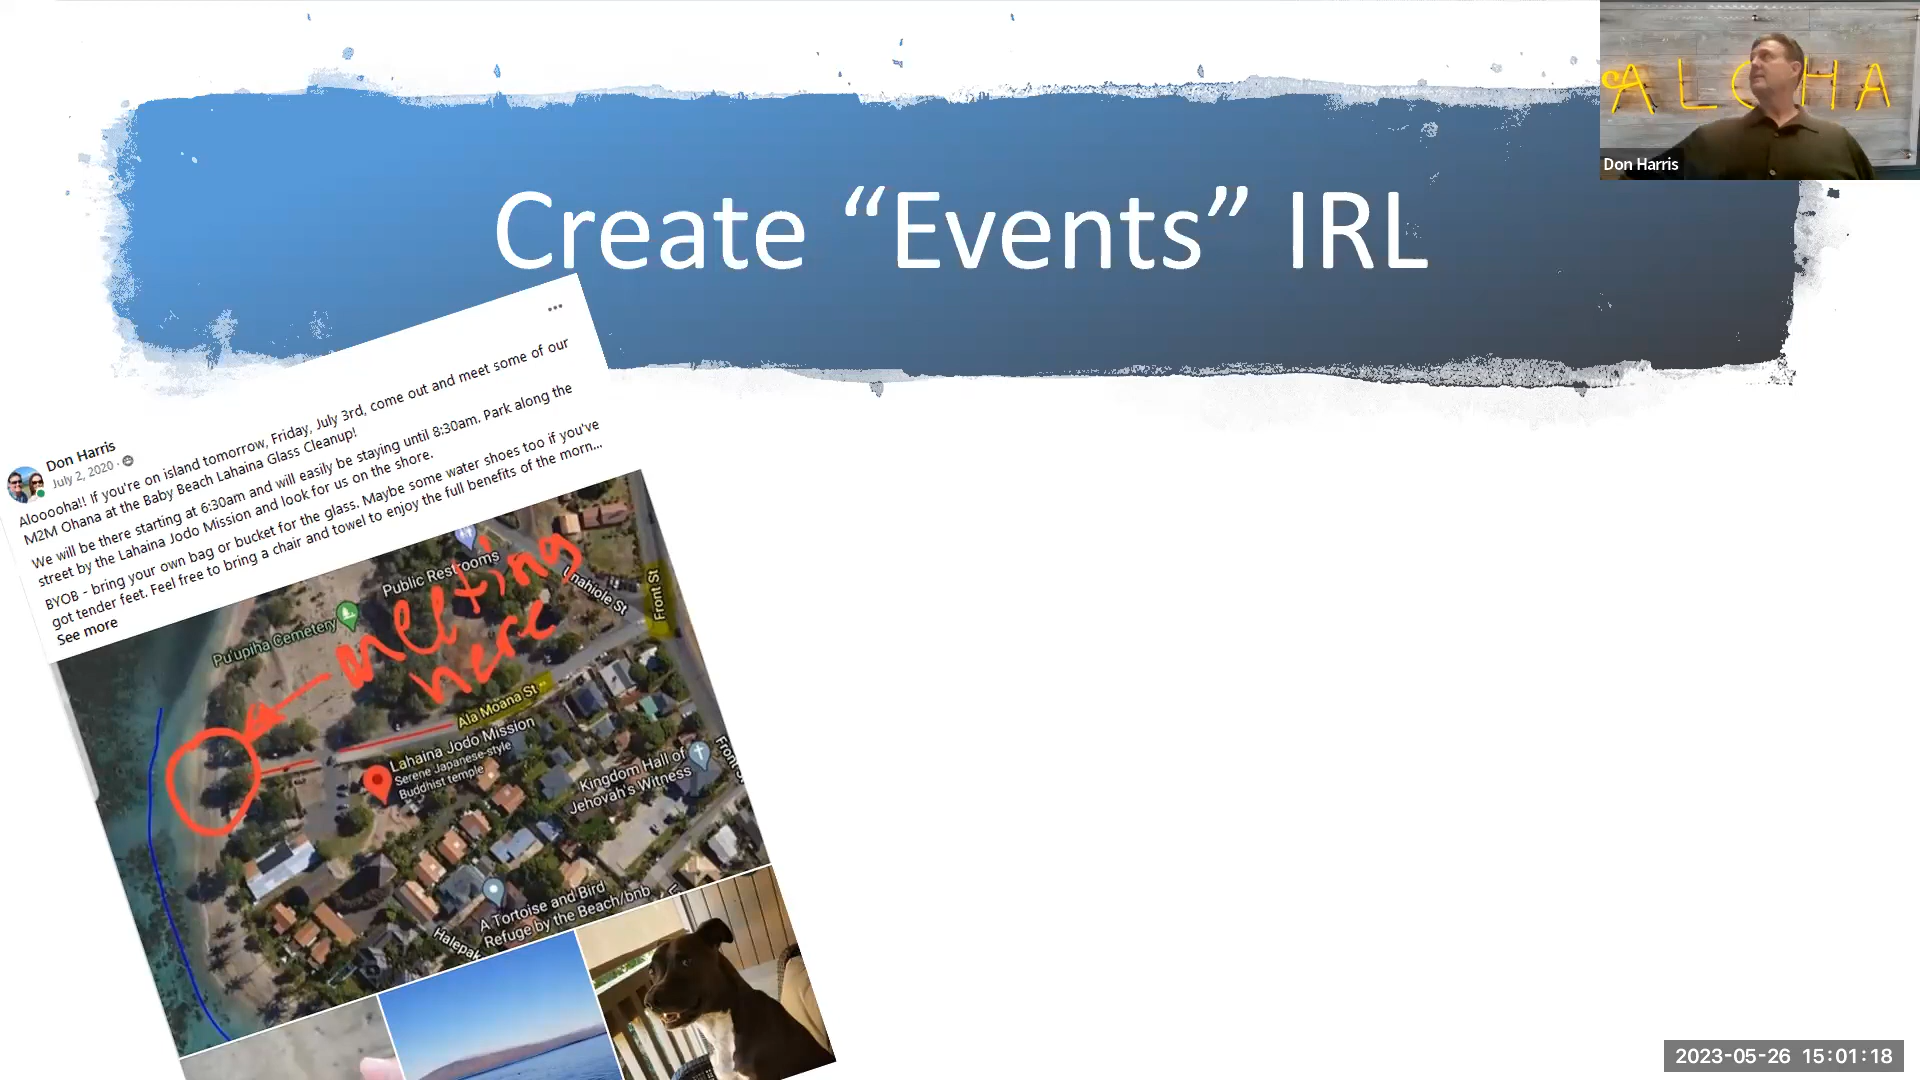 ALOHA
Don Harris
Create “Events” IRL
Don Harris
July 2, 2020 ·
Alooooha!! If you're on island tomorrow, Friday, July 3rd, come out and meet some of our
M2M Ohana at the Baby Beach Lahaina Glass Cleanup!
We will be there starting at 6:30am and will easily be staying until 8:30am. Park along the
street by the Lahaina Jodo Mission and look for us on the shore.
BYOB - bring your own bag or bucket for the glass. Maybe some water shoes too if you've
got tender feet. Feel free to bring a chair and towel to enjoy the full benefits of the morn...
See more
Public Restrooms
meeting
here
Pu'upiha Cemetery
Front St
Ala Moana St
Lahaina Jodo Mission
Serene Japanese-style
Buddhist temple
Kingdom Hall of
Jehovah's Witness
A Tortoise and Bird
Refuge by the Beach/bnb
2023-05-26 15:01:18